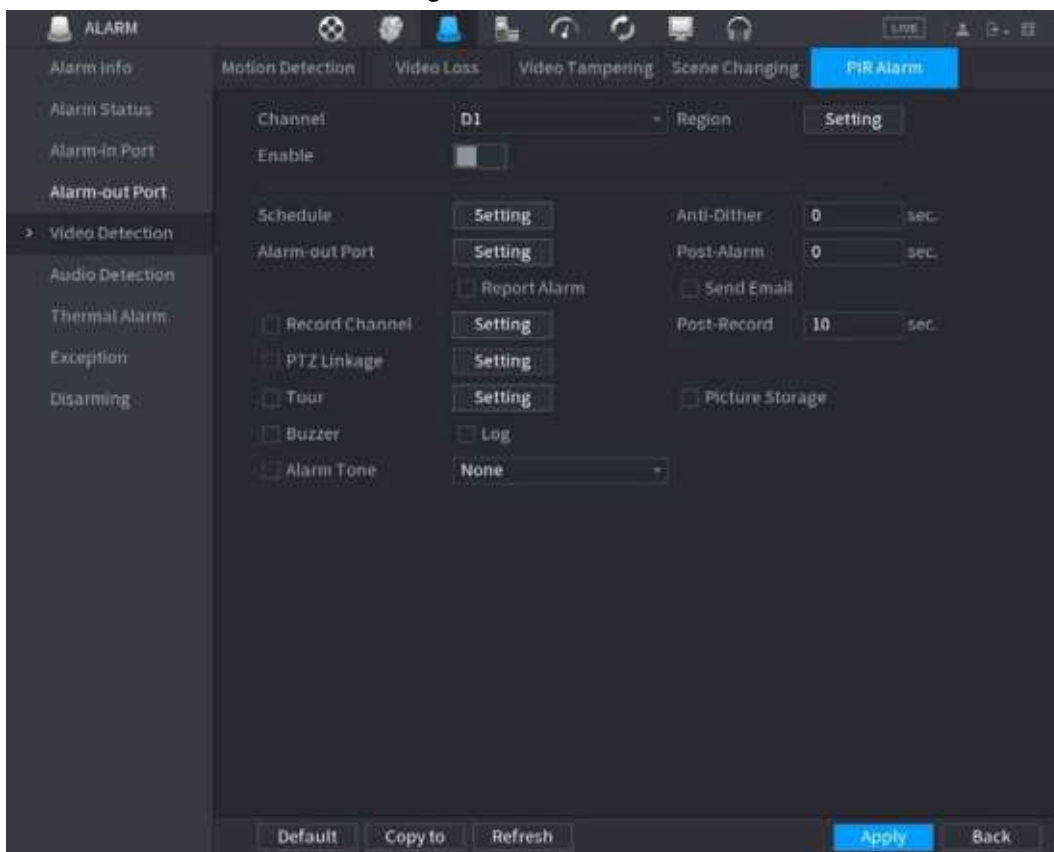 ALARM LIVE
Alarm Info
Alarm Status
Alarm-in Port
Alarm-out Port
Video Detection
Audio Detection
Thermal Alarm
Exception
Disarming
Motion Detection Video Loss Video Tampering Scene Changing PIR Alarm
Channel D1 Region Setting
Enable
Schedule Setting Anti-Dither 0 sec.
Alarm-out Port Setting Post-Alarm 0 sec.
Report Alarm Send Email
Record Channel Setting Post-Record 10 sec.
PTZ Linkage Setting
Tour Setting Picture Storage
Buzzer Log
Alarm Tone None
Default Copy to Refresh Apply Back